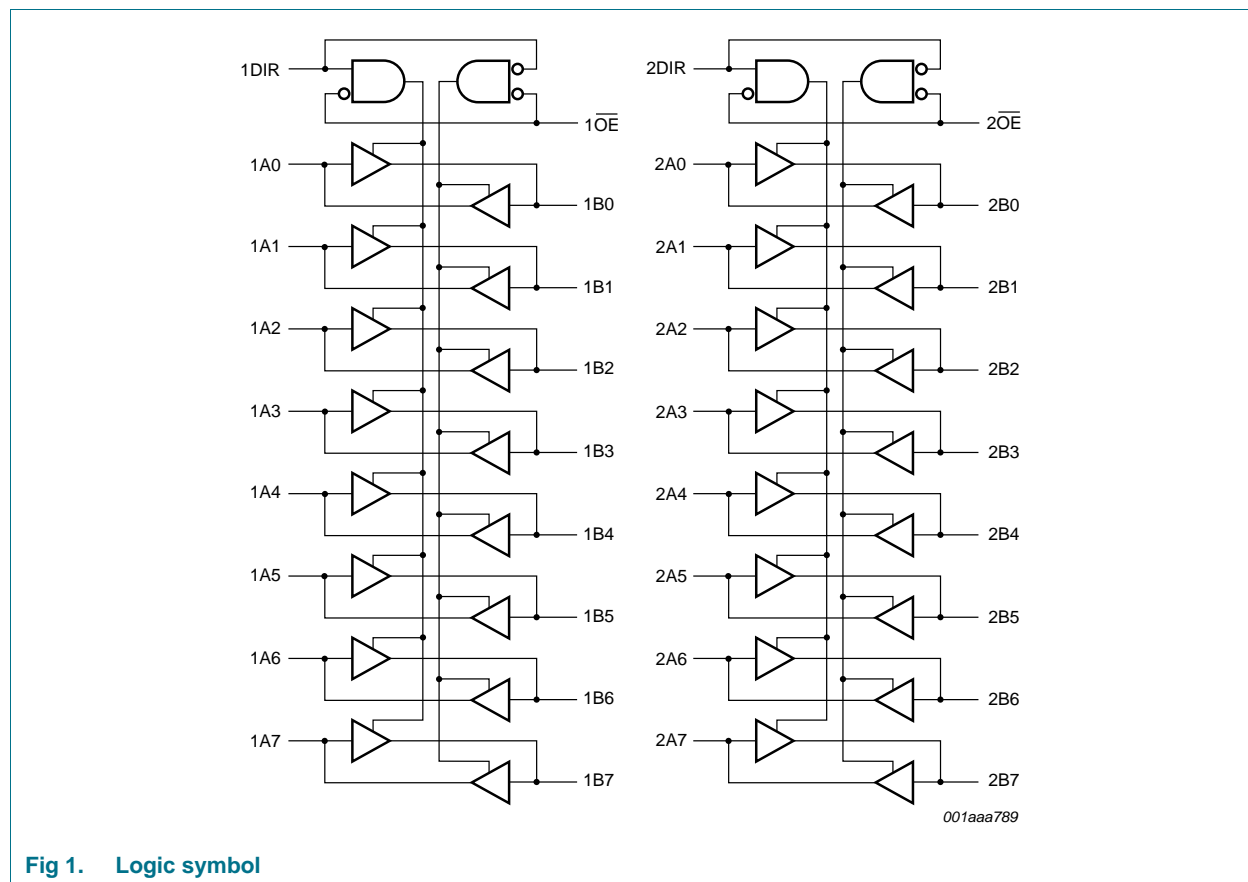 1DIR
2DIR
1O̅E̅
2O̅E̅
1A0
2A0
1B0
2B0
1A1
2A1
1B1
2B1
1A2
2A2
1B2
2B2
1A3
2A3
1B3
2B3
1A4
2A4
1B4
2B4
1A5
2A5
1B5
2B5
1A6
2A6
1B6
2B6
1A7
2A7
1B7
2B7
001aaa789
Fig 1. Logic symbol